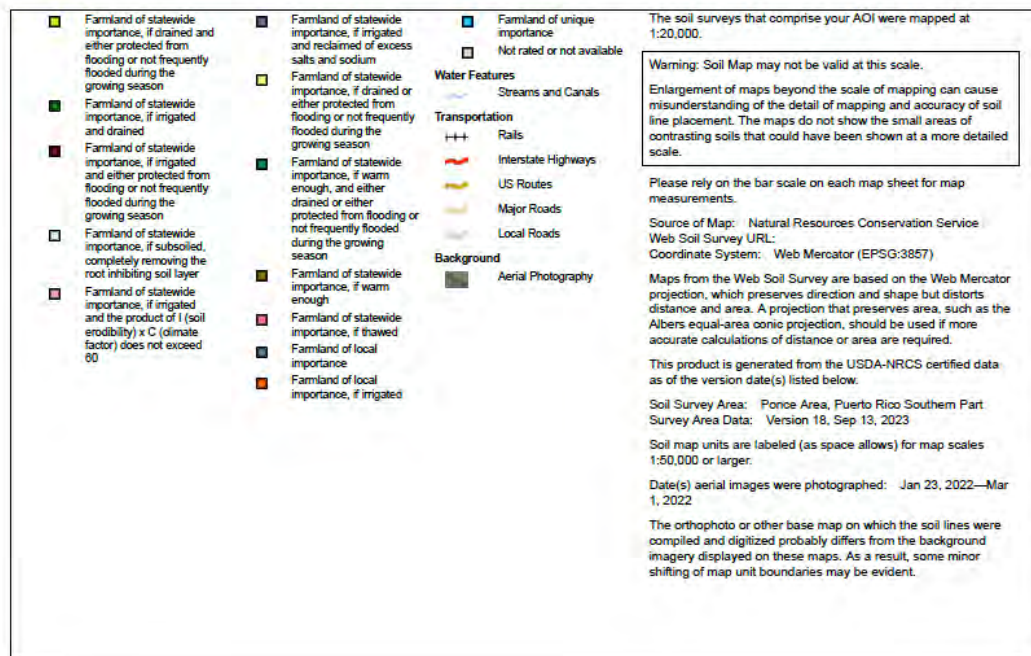 Farmland of statewide
importance, if drained and
either protected from
flooding or not frequently
flooded during the
growing season
Farmland of statewide
importance, if irrigated
and drained
Farmland of statewide
importance, if irrigated
and either protected from
flooding or not frequently
flooded during the
growing season
Farmland of statewide
importance, if subsoiled,
completely removing the
root inhibiting soil layer
Farmland of statewide
importance, if irrigated
and the product of I (soil
erodibility) x C (climate
factor) does not exceed
60
Farmland of statewide
importance, if irrigated
and reclaimed of excess
salts and sodium
Farmland of statewide
importance, if drained or
either protected from
flooding or not frequently
flooded during the
growing season
Farmland of statewide
importance, if warm
enough, and either
drained or either
protected from flooding or
not frequently flooded
during the growing
season
Farmland of statewide
importance, if warm
enough
Farmland of statewide
importance, if thawed
Farmland of local
importance
Farmland of local
importance, if irrigated
Farmland of unique
importance
Not rated or not available
Water Features
Streams and Canals
Transportation
Rails
Interstate Highways
US Routes
Major Roads
Local Roads
Background
Aerial Photography
The soil surveys that comprise your AOI were mapped at
1:20,000.
Warning: Soil Map may not be valid at this scale.
Enlargement of maps beyond the scale of mapping can cause
misunderstanding of the detail of mapping and accuracy of soil
line placement. The maps do not show the small areas of
contrasting soils that could have been shown at a more detailed
scale.
Please rely on the bar scale on each map sheet for map
measurements.
Source of Map: Natural Resources Conservation Service
Web Soil Survey URL:
Coordinate System: Web Mercator (EPSG:3857)
Maps from the Web Soil Survey are based on the Web Mercator
projection, which preserves direction and shape but distorts
distance and area. A projection that preserves area, such as the
Albers equal-area conic projection, should be used if more
accurate calculations of distance or area are required.
This product is generated from the USDA-NRCS certified data
as of the version date(s) listed below.
Soil Survey Area: Ponce Area, Puerto Rico Southern Part
Survey Area Data: Version 18, Sep 13, 2023
Soil map units are labeled (as space allows) for map scales
1:50,000 or larger.
Date(s) aerial images were photographed: Jan 23, 2022—Mar
1, 2022
The orthophoto or other base map on which the soil lines were
compiled and digitized probably differs from the background
imagery displayed on these maps. As a result, some minor
shifting of map unit boundaries may be evident.